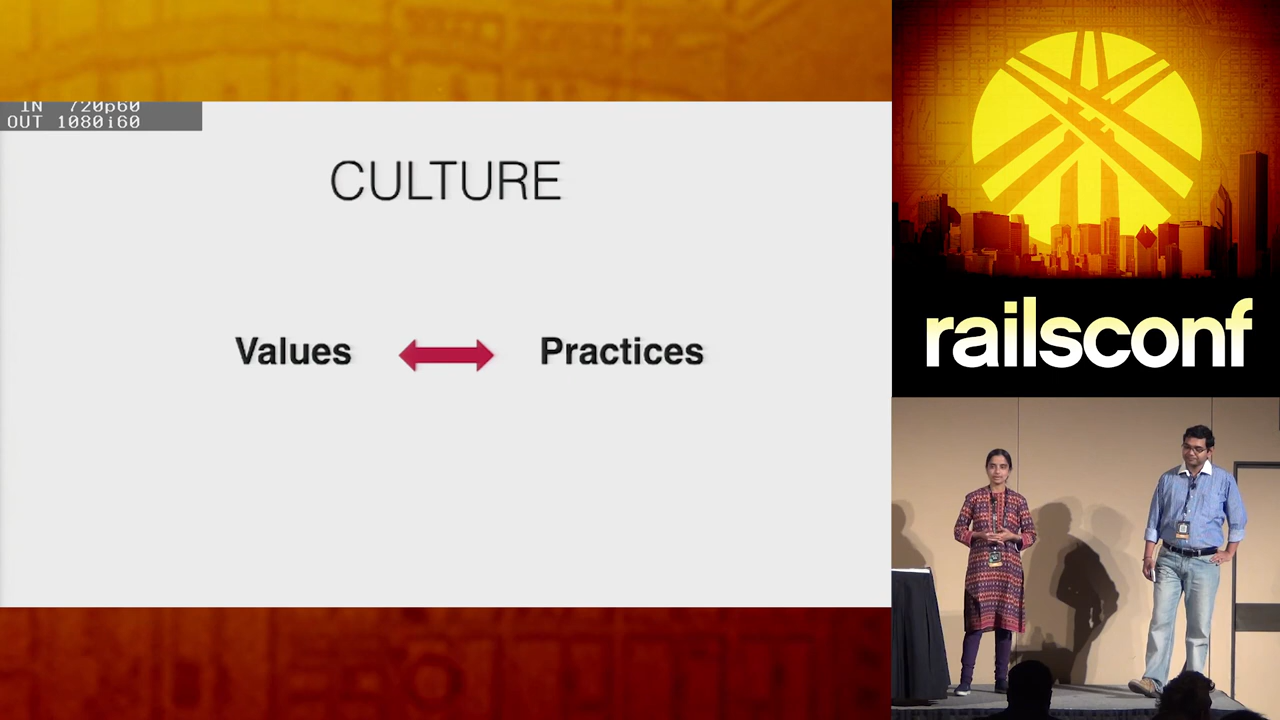 IN 720p60
OUT 1080i60
CULTURE
Values
Practices
railsconf